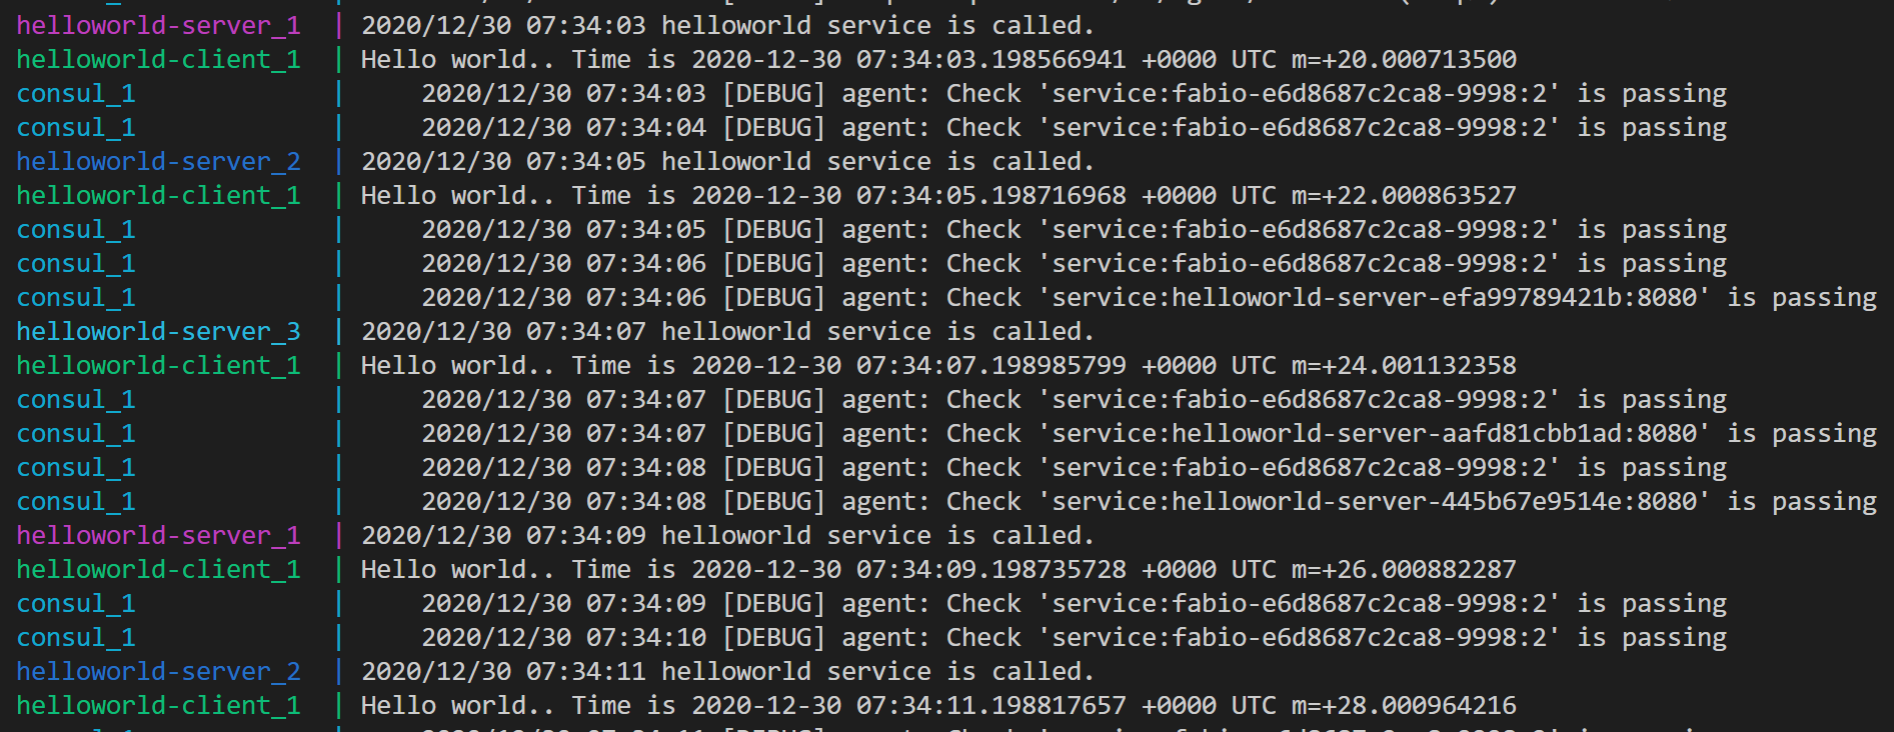 helloworld-server_1 | 2020/12/30 07:34:03 helloworld service is called.
helloworld-client_1 | Hello world.. Time is 2020-12-30 07:34:03.198566941 +0000 UTC m=+20.000713500
consul_1 | 2020/12/30 07:34:03 [DEBUG] agent: Check 'service:fabio-e6d8687c2ca8-9998:2' is passing
consul_1 | 2020/12/30 07:34:04 [DEBUG] agent: Check 'service:fabio-e6d8687c2ca8-9998:2' is passing
helloworld-server_2 | 2020/12/30 07:34:05 helloworld service is called.
helloworld-client_1 | Hello world.. Time is 2020-12-30 07:34:05.198716968 +0000 UTC m=+22.000863527
consul_1 | 2020/12/30 07:34:05 [DEBUG] agent: Check 'service:fabio-e6d8687c2ca8-9998:2' is passing
consul_1 | 2020/12/30 07:34:06 [DEBUG] agent: Check 'service:fabio-e6d8687c2ca8-9998:2' is passing
consul_1 | 2020/12/30 07:34:06 [DEBUG] agent: Check 'service:helloworld-server-efa99789421b:8080' is passing
helloworld-server_3 | 2020/12/30 07:34:07 helloworld service is called.
helloworld-client_1 | Hello world.. Time is 2020-12-30 07:34:07.198985799 +0000 UTC m=+24.001132358
consul_1 | 2020/12/30 07:34:07 [DEBUG] agent: Check 'service:fabio-e6d8687c2ca8-9998:2' is passing
consul_1 | 2020/12/30 07:34:07 [DEBUG] agent: Check 'service:helloworld-server-aafd81cbb1ad:8080' is passing
consul_1 | 2020/12/30 07:34:08 [DEBUG] agent: Check 'service:fabio-e6d8687c2ca8-9998:2' is passing
consul_1 | 2020/12/30 07:34:08 [DEBUG] agent: Check 'service:helloworld-server-445b67e9514e:8080' is passing
helloworld-server_1 | 2020/12/30 07:34:09 helloworld service is called.
helloworld-client_1 | Hello world.. Time is 2020-12-30 07:34:09.198735728 +0000 UTC m=+26.000882287
consul_1 | 2020/12/30 07:34:09 [DEBUG] agent: Check 'service:fabio-e6d8687c2ca8-9998:2' is passing
consul_1 | 2020/12/30 07:34:10 [DEBUG] agent: Check 'service:fabio-e6d8687c2ca8-9998:2' is passing
helloworld-server_2 | 2020/12/30 07:34:11 helloworld service is called.
helloworld-client_1 | Hello world.. Time is 2020-12-30 07:34:11.198817657 +0000 UTC m=+28.000964216